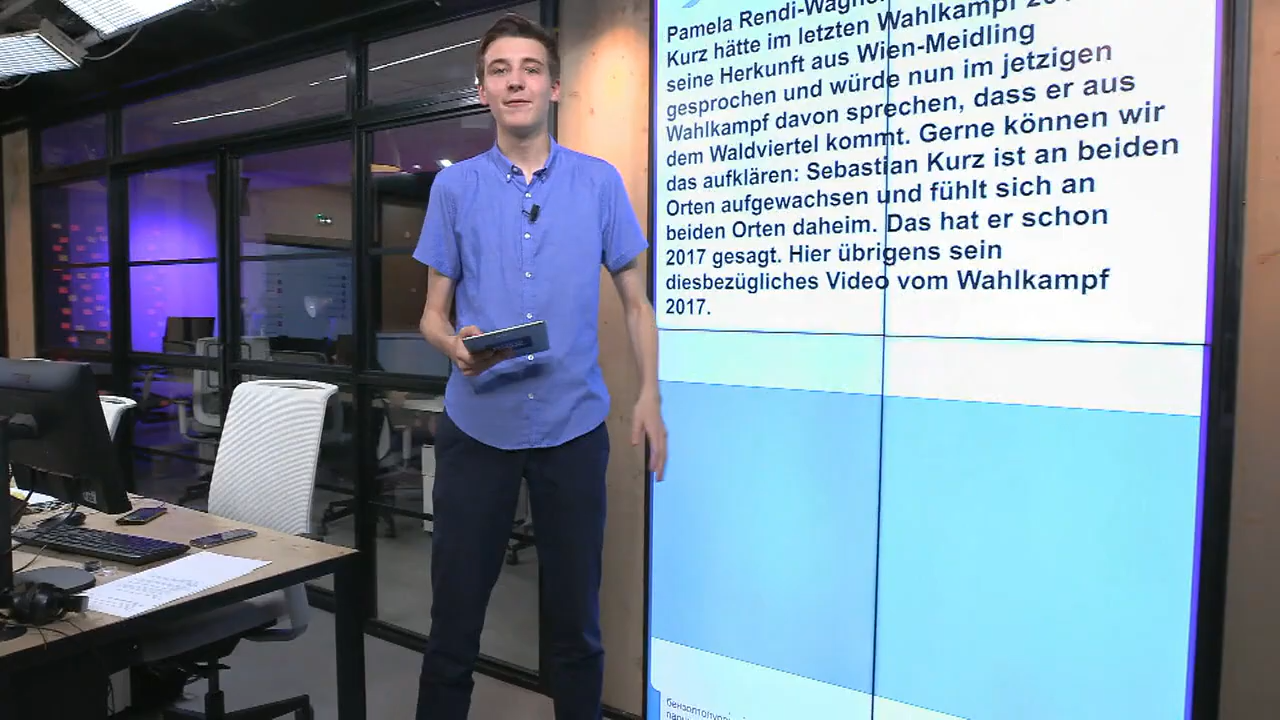 Pamela Rendi-Wagner
Kurz hätte im letzten Wahlkampf
seine Herkunft aus Wien-Meidling
gesprochen und würde nun im jetzigen
Wahlkampf davon sprechen, dass er aus
dem Waldviertel kommt. Gerne können wir
das aufklären: Sebastian Kurz ist an beiden
Orten aufgewachsen und fühlt sich an
beiden Orten daheim. Das hat er schon
2017 gesagt. Hier übrigens sein
diesbezügliches Video vom Wahlkampf
2017.